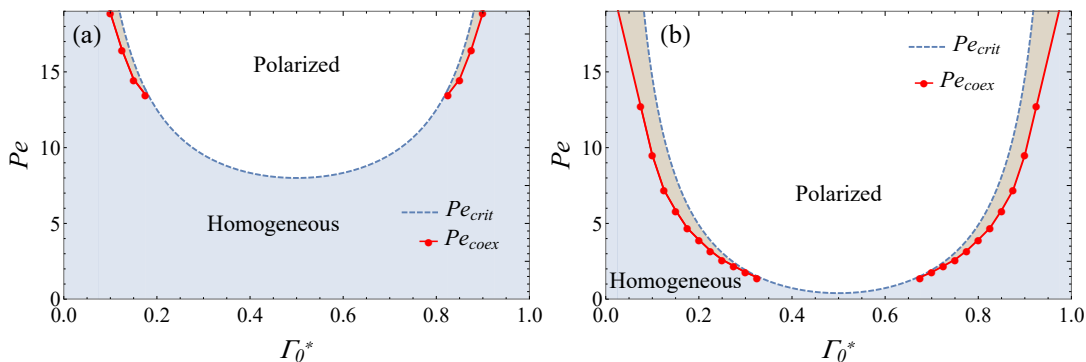 (a)
Polarized
Homogeneous
Pe_crit
Pe_coex
Pe
15
10
5
0
0.0 0.2 0.4 0.6 0.8 1.0
Γ_0^*
(b)
Pe_crit
Pe_coex
Polarized
Homogeneous
Pe
15
10
5
0
0.0 0.2 0.4 0.6 0.8 1.0
Γ_0^*